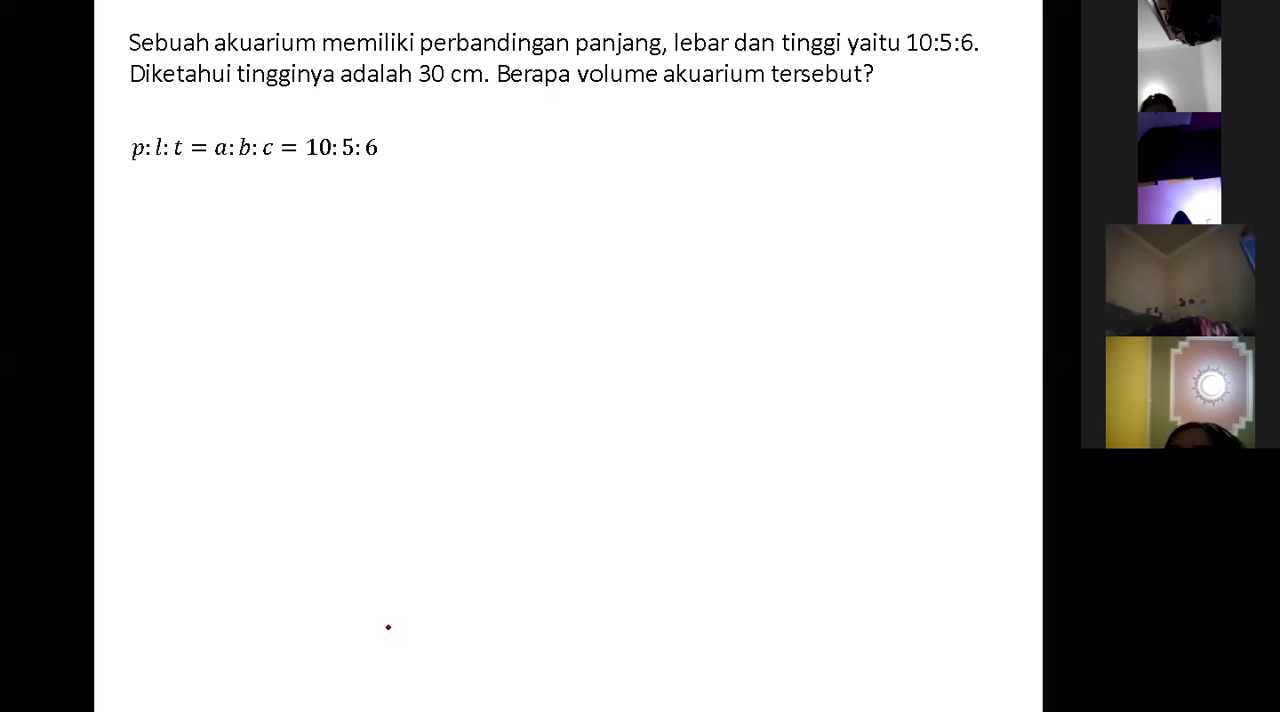 Sebuah akuarium memiliki perbandingan panjang, lebar dan tinggi yaitu 10:5:6.
Diketahui tingginya adalah 30 cm. Berapa volume akuarium tersebut?
p: l: t = a: b: c = 10: 5: 6